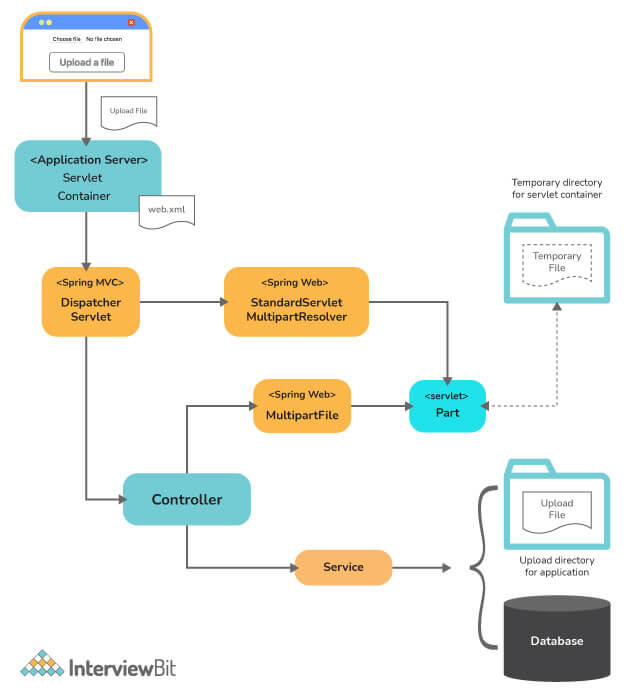 Choose file No file chosen
Upload a file
Upload File
<Application Server>
Servlet
Container
web.xml
Temporary directory
for servlet container
Temporary
File
<Spring MVC>
Dispatcher
Servlet
<Spring Web>
StandardServlet
MultipartResolver
<Spring Web>
MultipartFile
<servlet>
Part
Controller
Upload
File
Upload directory
for application
Service
Database
InterviewBit